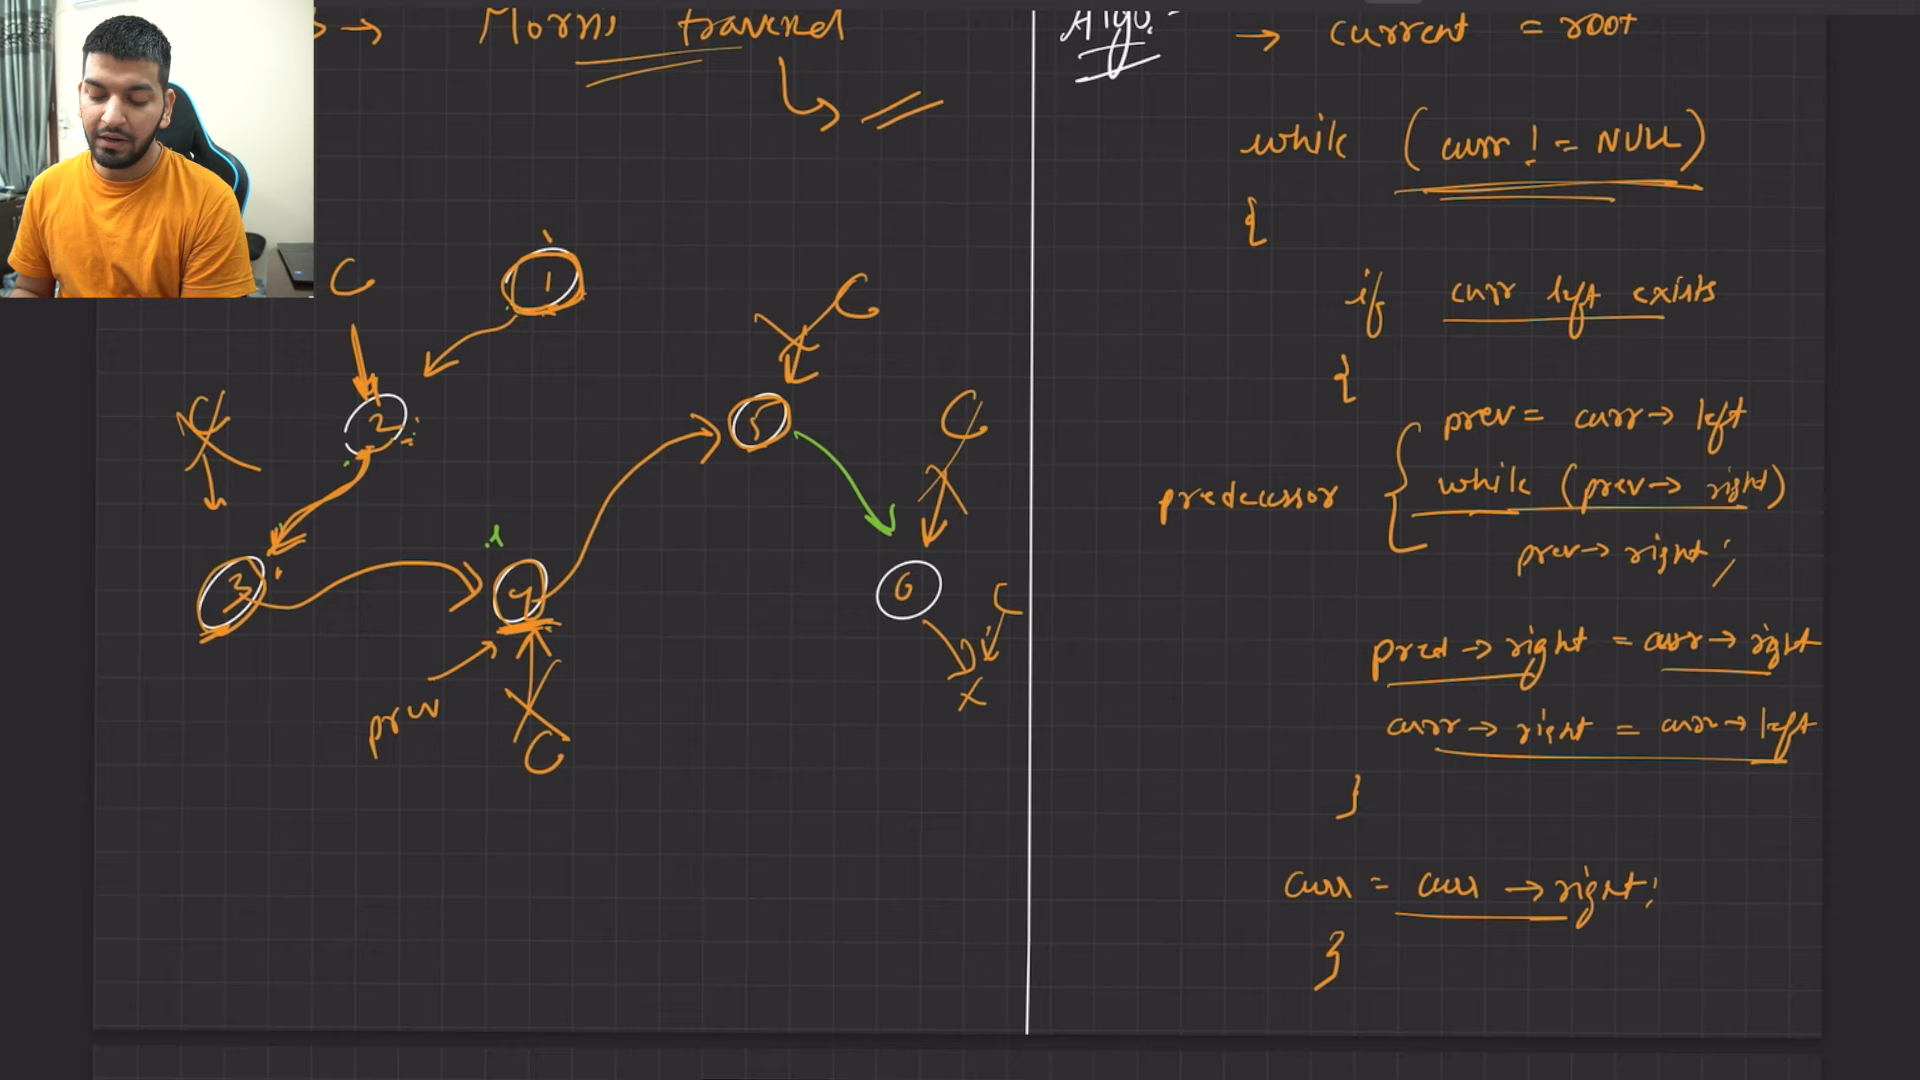 Morris traversal
C
1
C
2
C
5
C
3
4
6
C
prev
C
X
Algo:-
→ current = root
while (curr != NULL)
{
if curr left exists
{
prev = curr → left
predecessor
while (prev → right)
prev → right ;
pred → right = curr → right
curr → right = curr → left
}
curr = curr → right;
}